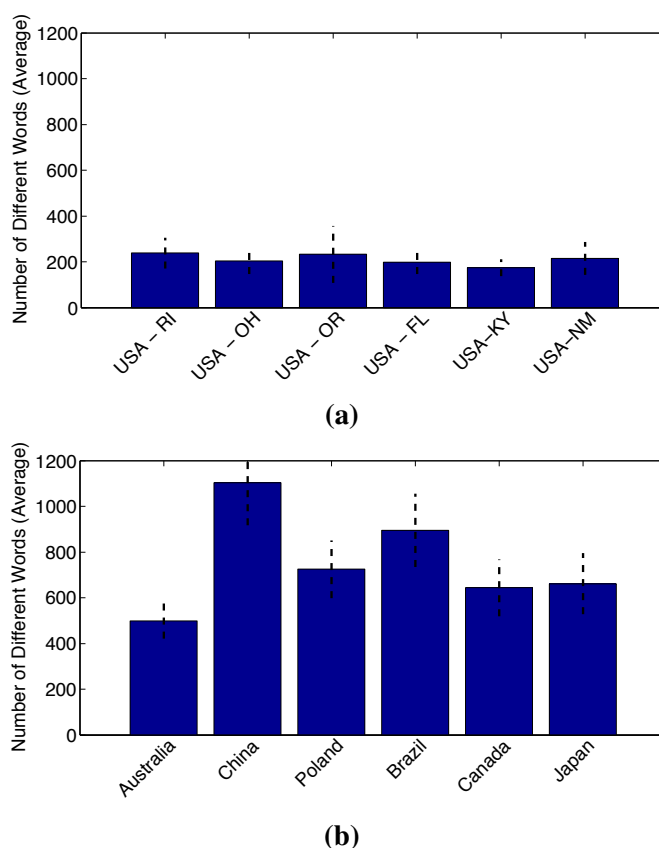 1200
1000
800
600
400
200
0
Number of Different Words (Average)
USA – RI
USA – OH
USA – OR
USA – FL
USA–KY
USA–NM
(a)
1200
1000
800
600
400
200
0
Number of Different Words (Average)
Australia
China
Poland
Brazil
Canada
Japan
(b)